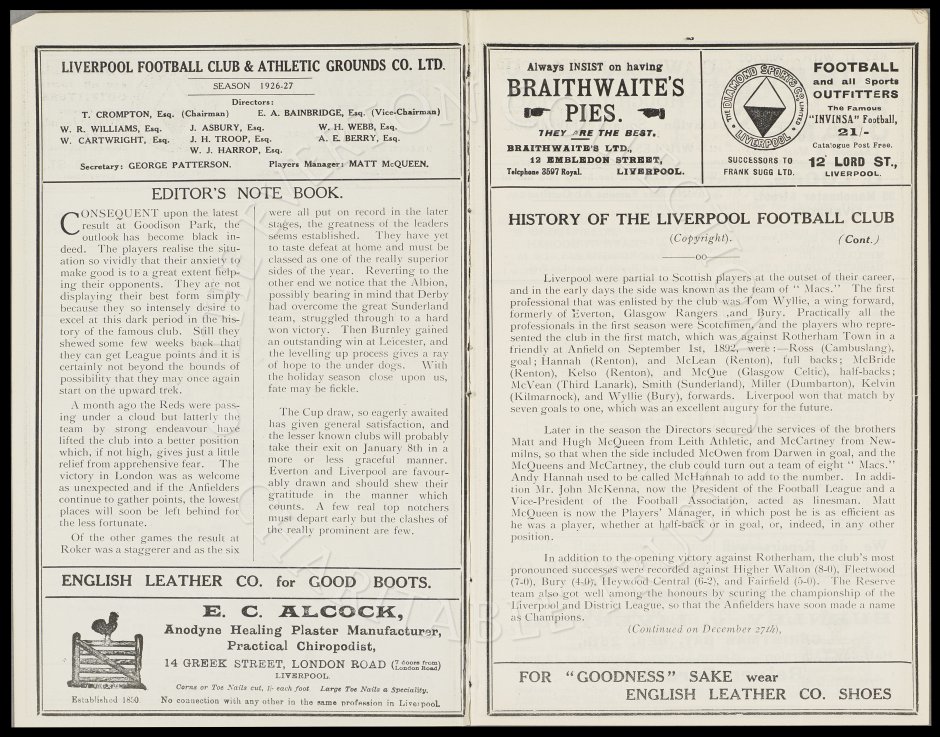 LIVERPOOL FOOTBALL CLUB & ATHLETIC GROUNDS CO. LTD.
SEASON 1926-27
Directors:
T. CROMPTON, Esq. (Chairman) E. A. BAINBRIDGE, Esq. (Vice-Chairman)
W. R. WILLIAMS, Esq. J. ASBURY, Esq. W. H. WEBB, Esq.
W. CARTWRIGHT, Esq. J. H. TROOP, Esq. A. E. BERRY, Esq.
W. J. HARROP, Esq.
Secretary: GEORGE PATTERSON. Players Manager: MATT McQUEEN.
EDITOR'S NOTE BOOK.
CONSEQUENT upon the latest
result at Goodison Park, the
outlook has become black in-
deed. The players realise the situ-
ation so vividly that their anxiety to
make good is to a great extent help-
ing their opponents. They are not
displaying their best form simply
because they so intensely desire to
excel at this dark period in the his-
tory of the famous club. Still they
shewed some few weeks back that
they can get League points and it is
certainly not beyond the bounds of
possibility that they may once again
start on the upward trek.
A month ago the Reds were pass-
ing under a cloud but latterly the
team by strong endeavour have
lifted the club into a better position
which, if not high, gives just a little
relief from apprehensive fear. The
victory in London was as welcome
as unexpected and if the Anfielders
continue to gather points, the lowest
places will soon be left behind for
the less fortunate.
Of the other games the result at
Roker was a staggerer and as the six
were all put on record in the later
stages, the greatness of the leaders
seems established. They have yet
to taste defeat at home and must be
classed as one of the really superior
sides of the year. Reverting to the
other end we notice that the Albion,
possibly bearing in mind that Derby
had overcome the great Sunderland
team, struggled through to a hard
won victory. Then Burnley gained
an outstanding win at Leicester, and
the levelling up process gives a ray
of hope to the under dogs. With
the holiday season close upon us,
fate may be fickle.
The Cup draw, so eagerly awaited
has given general satisfaction, and
the lesser known clubs will probably
take their exit on January 8th in a
more or less graceful manner.
Everton and Liverpool are favour-
ably drawn and should shew their
gratitude in the manner which
counts. A few real top notchers
must depart early but the clashes of
the really prominent are few.
ENGLISH LEATHER CO. for GOOD BOOTS.
E. C. ALCOCK,
Anodyne Healing Plaster Manufacturer,
Practical Chiropodist,
14 GREEK STREET, LONDON ROAD (7 doors from London Road)
LIVERPOOL.
Corns or Toe Nails cut, 1/- each foot Large Toe Nails a Speciality.
Established 1850. No connection with any other in the same profession in Liverpool.
Always INSIST on having
BRAITHWAITE'S
PIES.
THEY ARE THE BEST.
BRAITHWAITE'S LTD.,
12 EMBLEDON STREET,
Telephone 3597 Royal. LIVERPOOL.
THE DIAMOND SPORTS CO LIMITED
LIVERPOOL
SUCCESSORS TO
FRANK SUGG LTD.
FOOTBALL
and all Sports
OUTFITTERS
The Famous
"INVINSA" Football,
21/-
Catalogue Post Free.
12 LORD ST.,
LIVERPOOL.
HISTORY OF THE LIVERPOOL FOOTBALL CLUB
(Copyright). (Cont.)
Liverpool were partial to Scottish players at the outset of their career,
and in the early days the side was known as the team of " Macs." The first
professional that was enlisted by the club was Tom Wyllie, a wing forward,
formerly of Everton, Glasgow Rangers and Bury. Practically all the
professionals in the first season were Scotchmen, and the players who repre-
sented the club in the first match, which was against Rotherham Town in a
friendly at Anfield on September 1st, 1892, were :—Ross (Cambuslang),
goal; Hannah (Renton), and McLean (Renton), full backs; McBride
(Renton), Kelso (Renton), and McQue (Glasgow Celtic), half-backs;
McVean (Third Lanark), Smith (Sunderland), Miller (Dumbarton), Kelvin
(Kilmarnock), and Wyllie (Bury), forwards. Liverpool won that match by
seven goals to one, which was an excellent augury for the future.
Later in the season the Directors secured the services of the brothers
Matt and Hugh McQueen from Leith Athletic, and McCartney from New-
milns, so that when the side included McOwen from Darwen in goal, and the
McQueens and McCartney, the club could turn out a team of eight " Macs."
Andy Hannah used to be called McHannah to add to the number. In addi-
tion Mr. John McKenna, now the President of the Football League and a
Vice-President of the Football Association, acted as linesman. Matt
McQueen is now the Players' Manager, in which post he is as efficient as
he was a player, whether at half-back or in goal, or, indeed, in any other
position.
In addition to the opening victory against Rotherham, the club's most
pronounced successes were recorded against Higher Walton (8-0), Fleetwood
(7-0), Bury (4-0), Heywood Central (6-2), and Fairfield (5-0). The Reserve
team also got well among the honours by scuring the championship of the
Liverpool and District League, so that the Anfielders have soon made a name
as Champions.
(Continued on December 27th).
FOR "GOODNESS" SAKE wear
ENGLISH LEATHER CO. SHOES